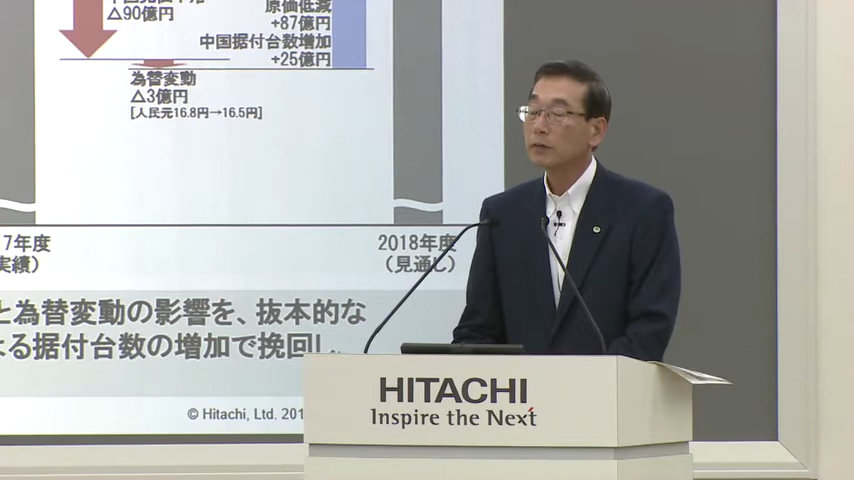 △90億円
原価低減
+87億円
中国据付台数増加
+25億円
為替変動
△3億円
[人民元16.8円→16.5円]
7年度
実績）
2018年度
（見通し）
と為替変動の影響を、抜本的な
よる据付台数の増加で挽回し、
© Hitachi, Ltd. 201
HITACHI
Inspire the Next